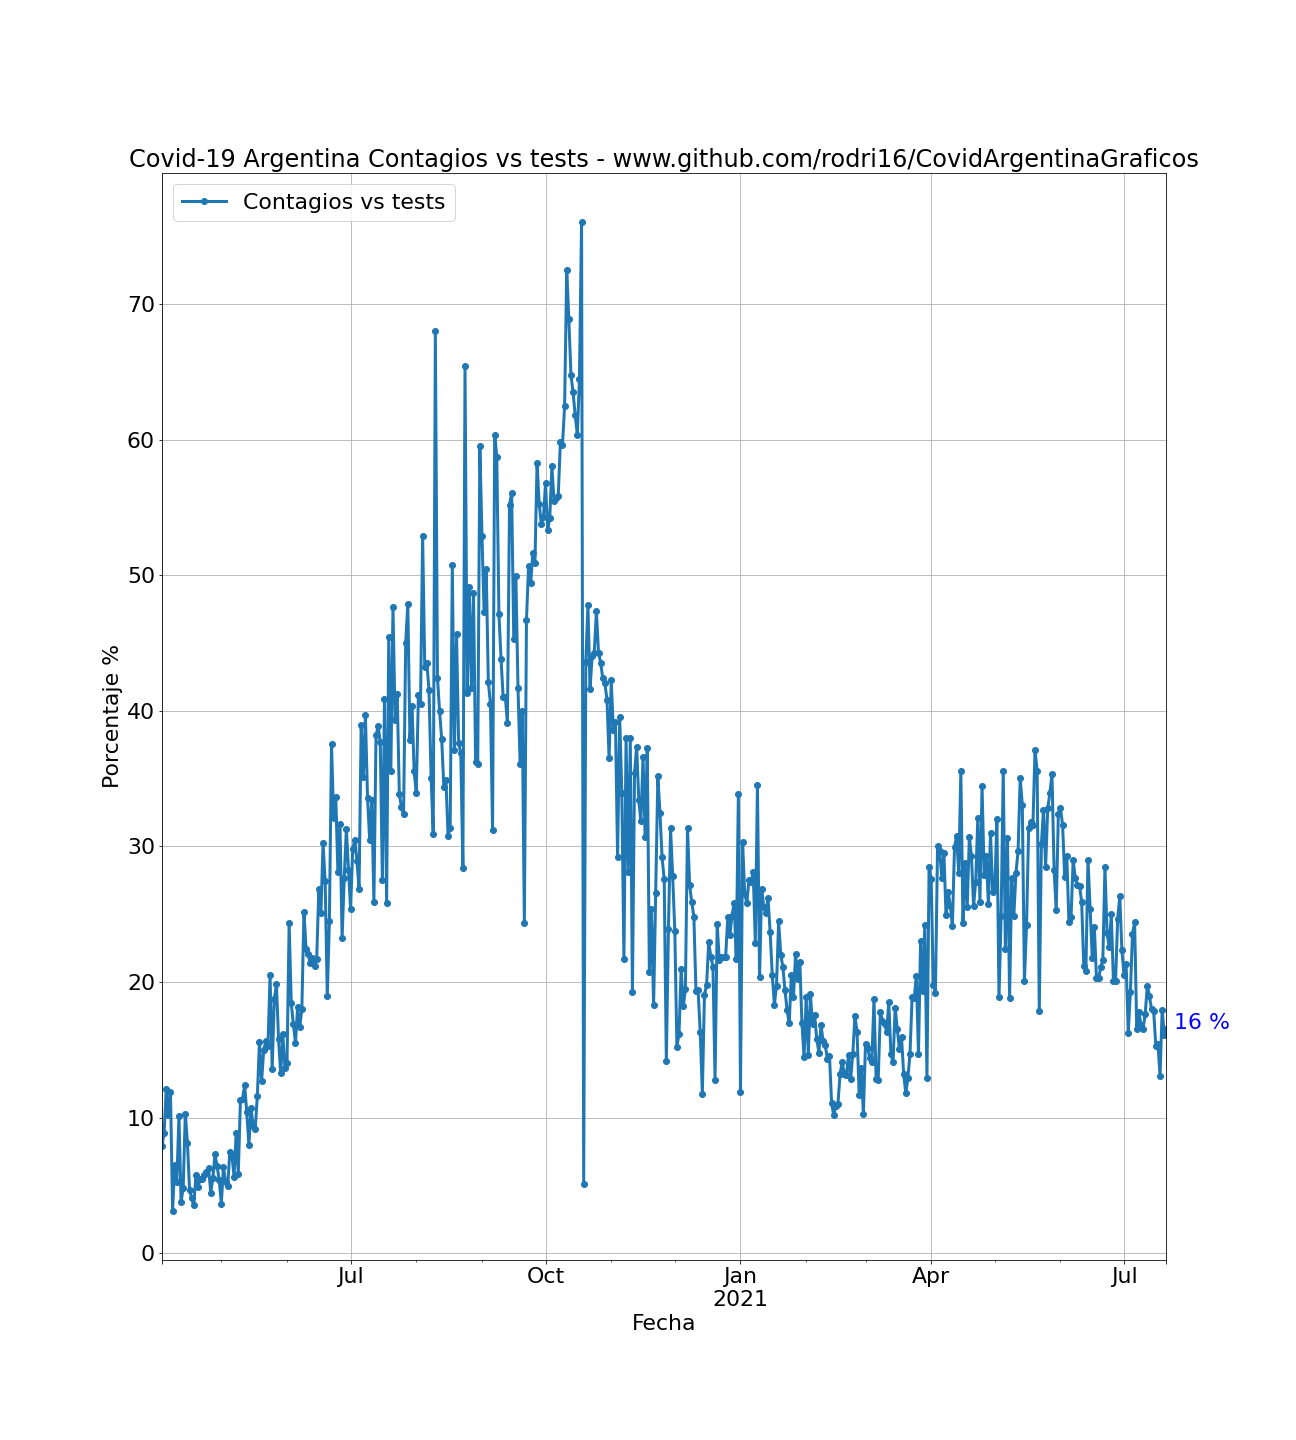 Covid-19 Argentina Contagios vs tests - www.github.com/rodri16/CovidArgentinaGraficos
Contagios vs tests
70
60
50
40
30
20
10
0
Porcentaje %
16 %
Jul
Oct
Jan
2021
Apr
Jul
Fecha